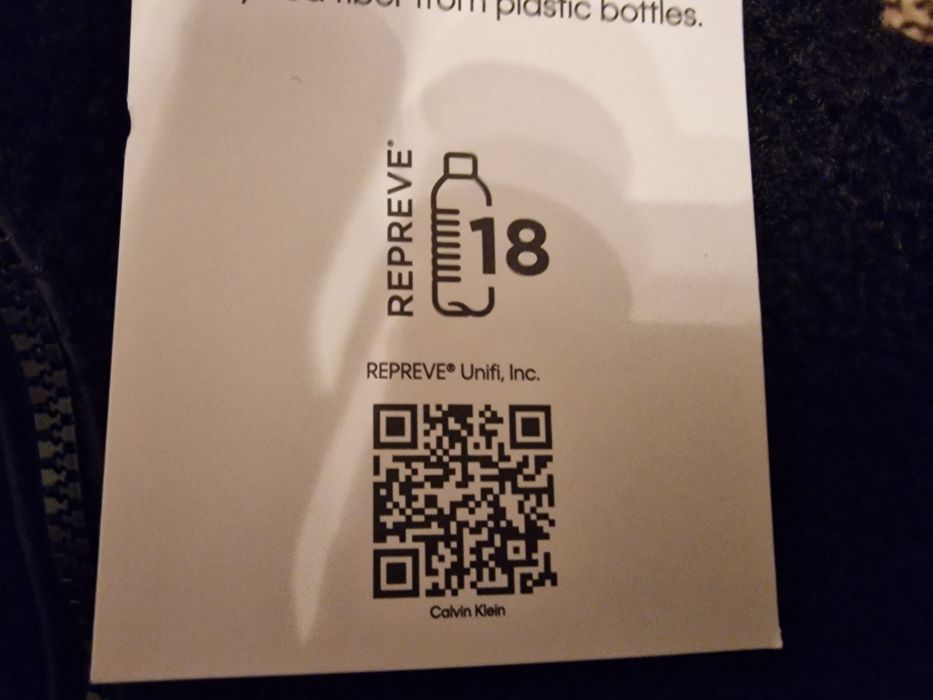 fiber from plastic bottles.
REPREVE®
18
REPREVE® Unifi, Inc.
Calvin Klein